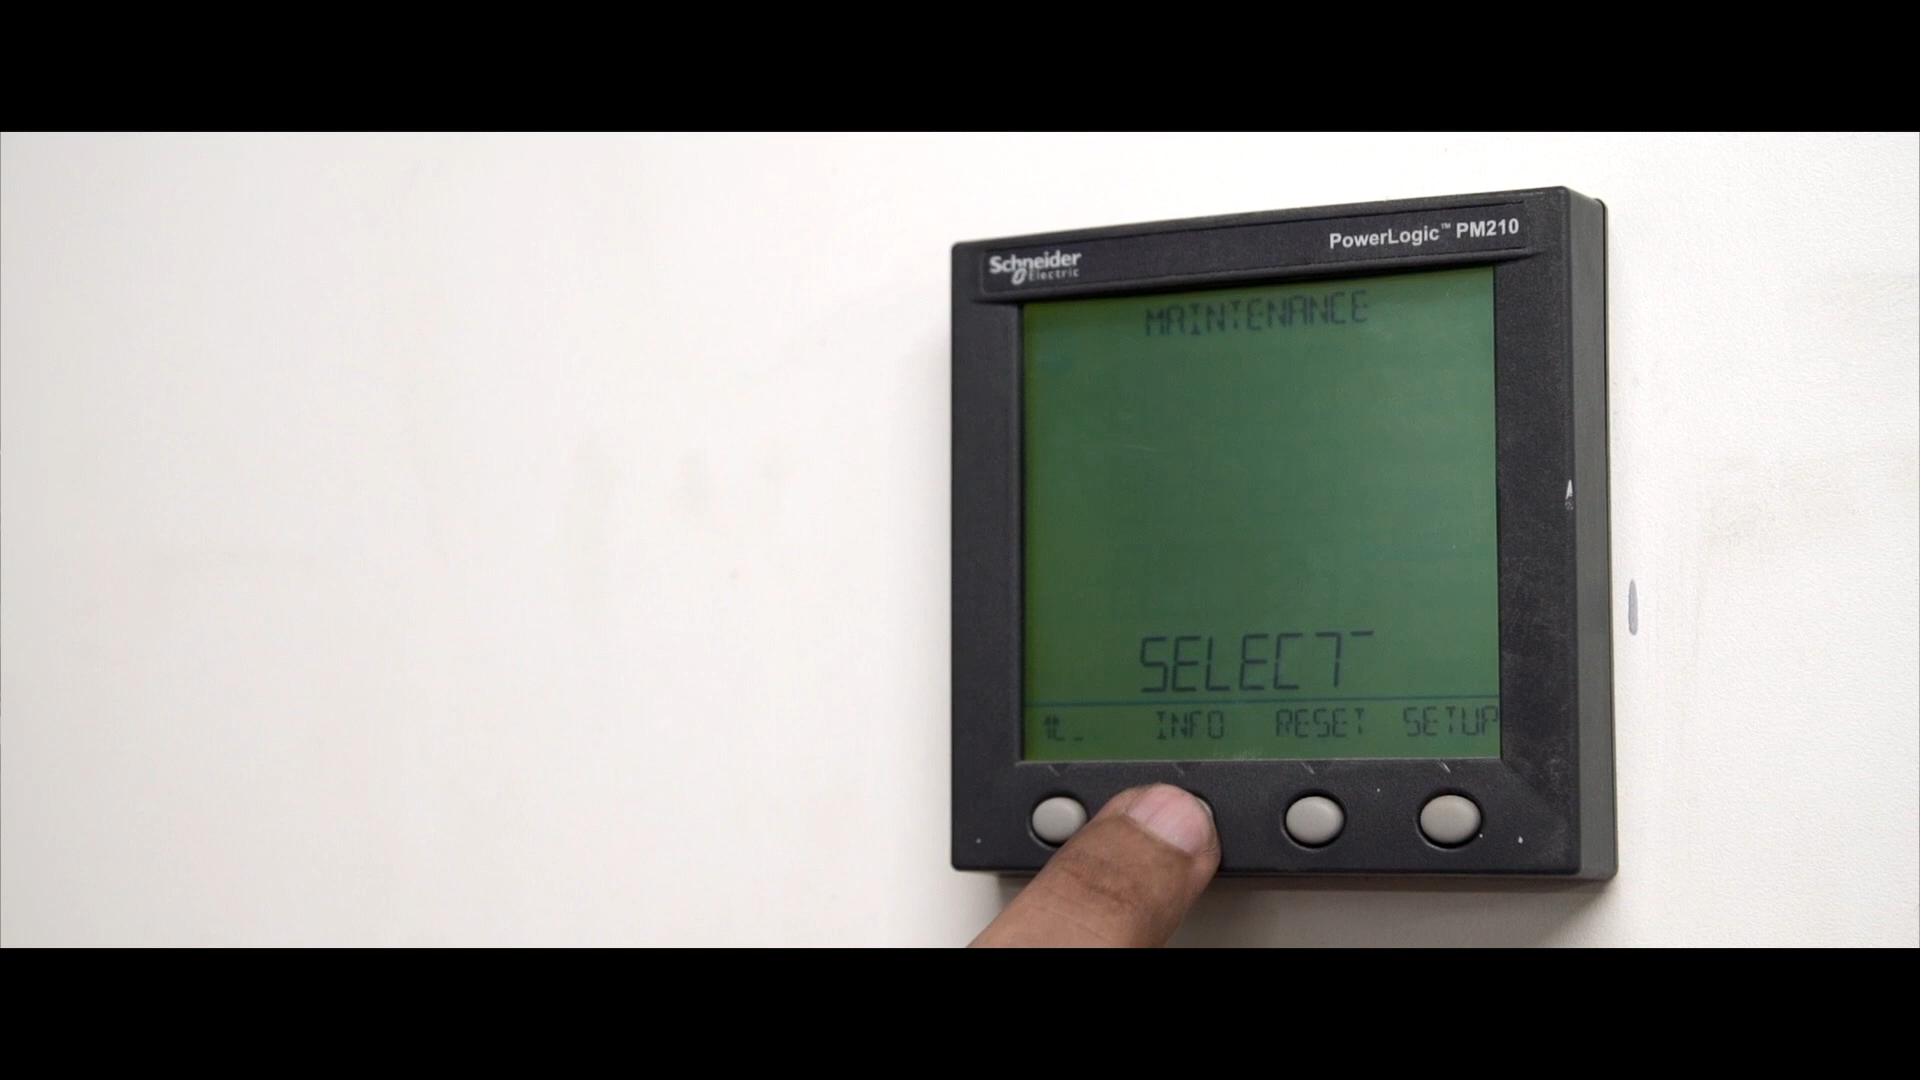 Schneider
Electric
PowerLogic™ PM210
MAINTENANCE
SELECT
INFO RESET SETUP